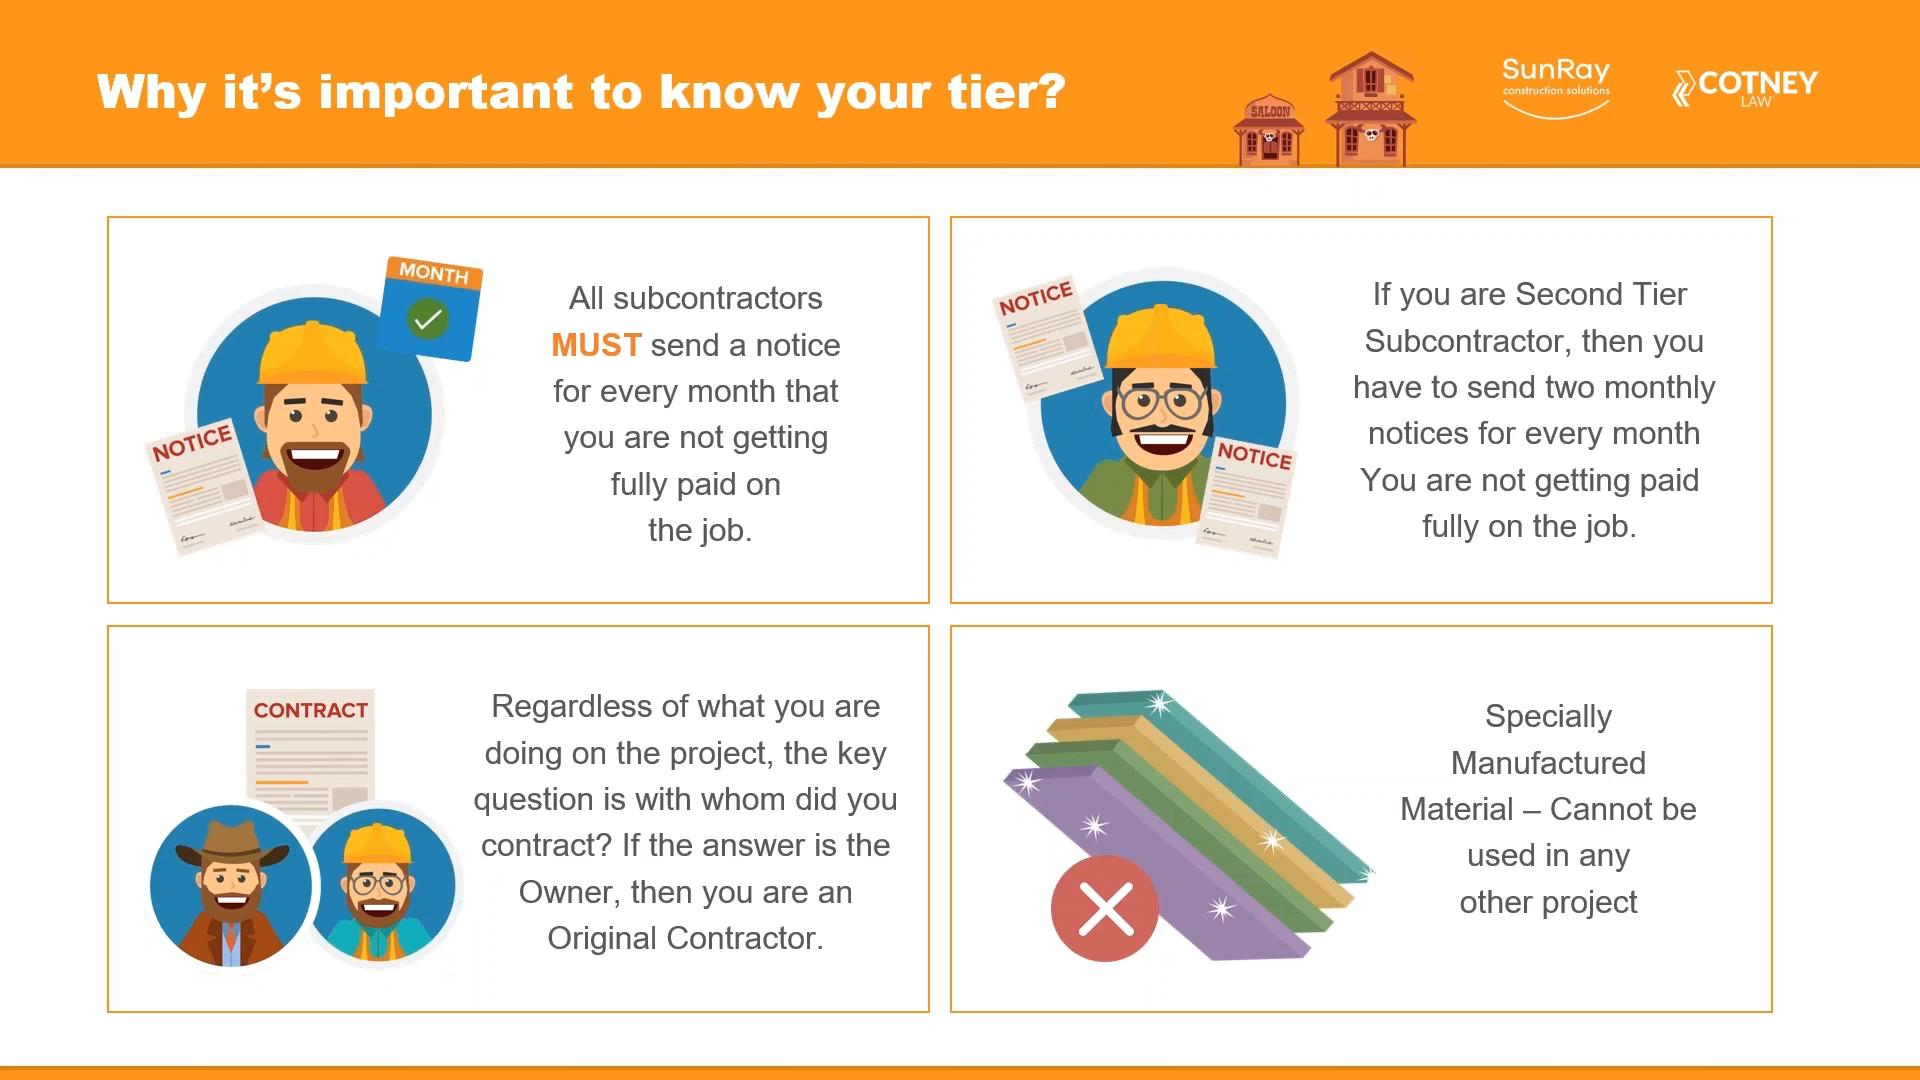 Why it’s important to know your tier?
SALOON
SunRay
construction solutions
COTNEY
LAW
MONTH
NOTICE
All subcontractors
MUST send a notice
for every month that
you are not getting
fully paid on
the job.
NOTICE
NOTICE
If you are Second Tier
Subcontractor, then you
have to send two monthly
notices for every month
You are not getting paid
fully on the job.
CONTRACT
Regardless of what you are
doing on the project, the key
question is with whom did you
contract? If the answer is the
Owner, then you are an
Original Contractor.
Specially
Manufactured
Material – Cannot be
used in any
other project